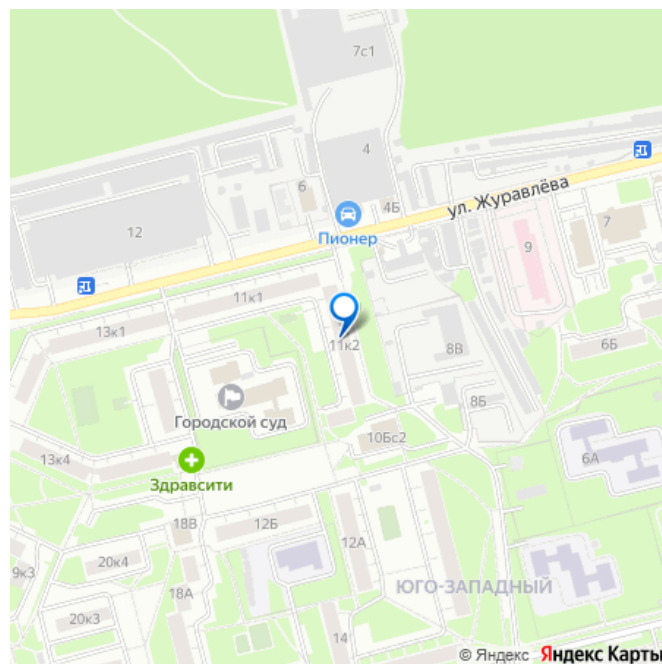 7с1
4
6
4Б
ул. Журавлёва
Пионер
12
9
7
11к1
13к1
11к2
8В
6Б
Городской суд
8Б
10Бс2
13к4
6А
Здравсити
18В
12Б
12А
20к4
9к3
18А
ЮГО-ЗАПАДНЫЙ
20к3
14
© Яндекс Яндекс Карты